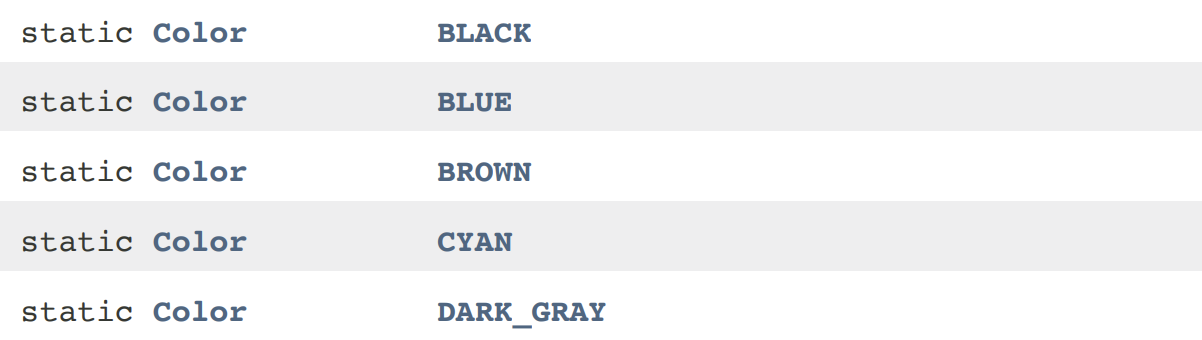 static Color BLACK
static Color BLUE
static Color BROWN
static Color CYAN
static Color DARK_GRAY